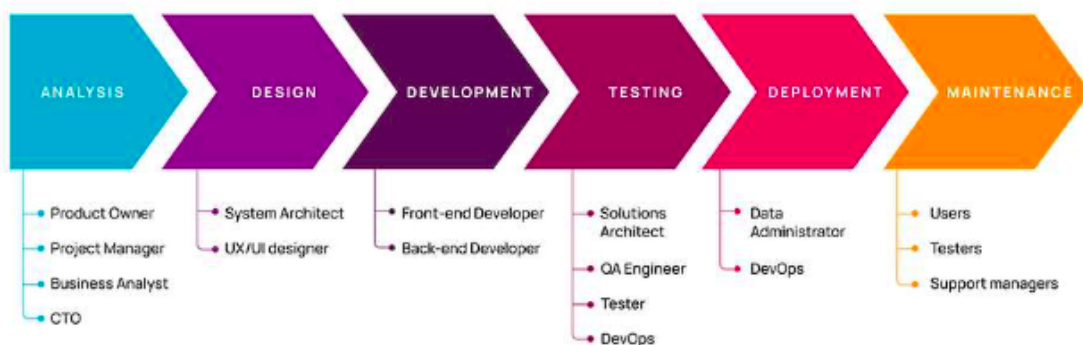 ANALYSIS
DESIGN
DEVELOPMENT
TESTING
DEPLOYMENT
MAINTENANCE
Product Owner
Project Manager
Business Analyst
CTO
System Architect
UX/UI designer
Front-end Developer
Back-end Developer
Solutions
Architect
QA Engineer
Tester
DevOps
Data
Administrator
DevOps
Users
Testers
Support managers